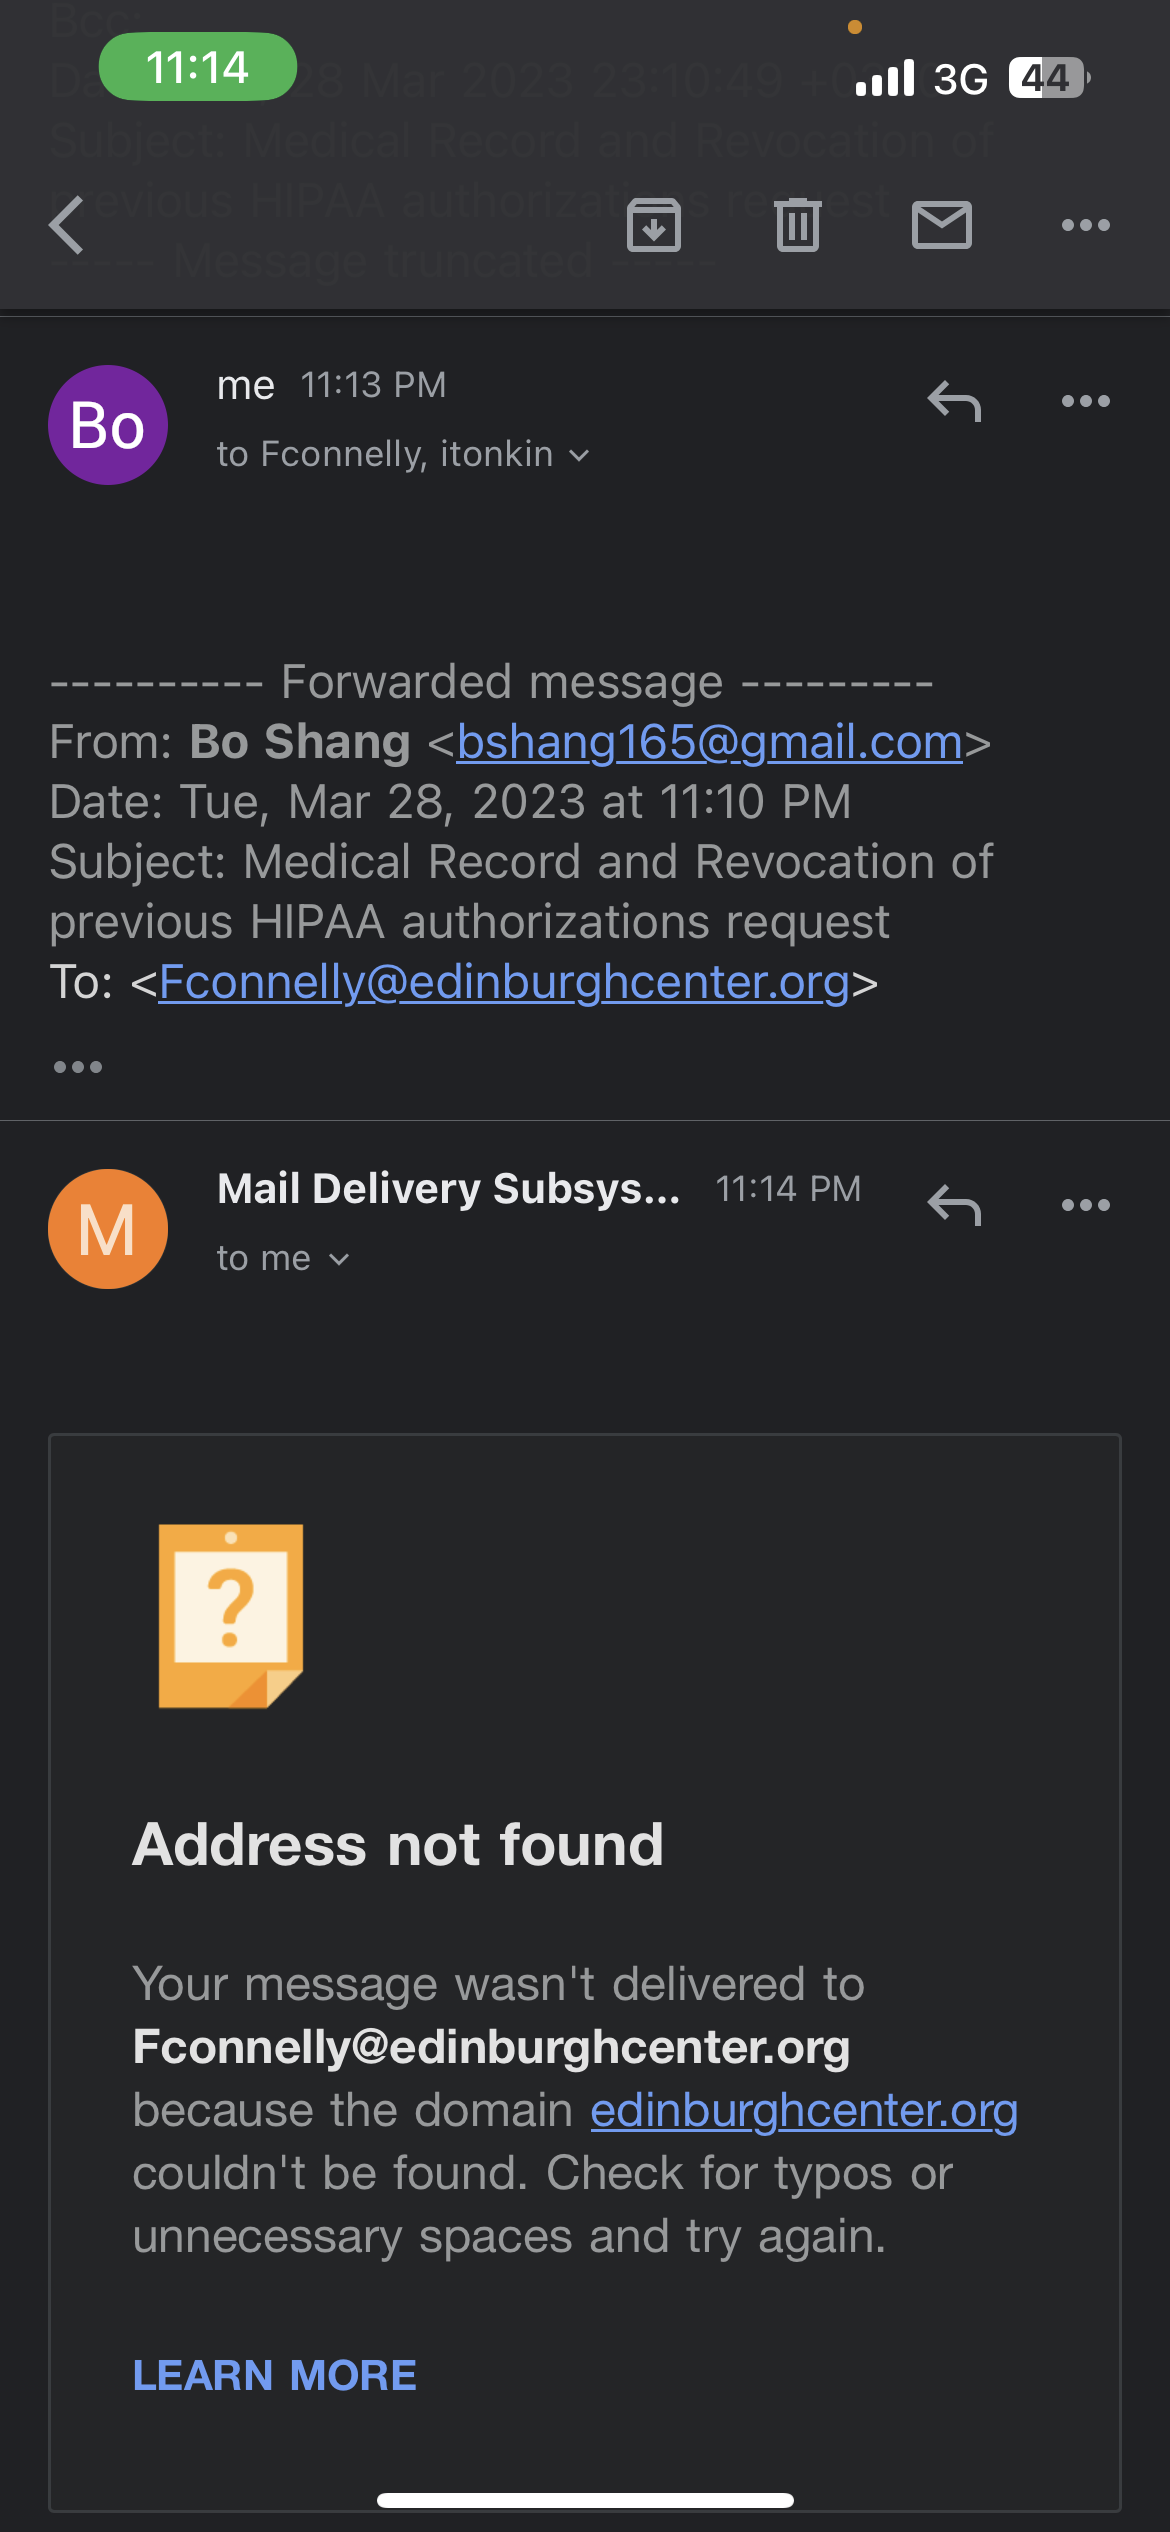 Bcc:
11:14
28 Mar 2023 23:10:49
3G 44
Subject: Medical Record and Revocation of
previous HIPAA authorizations request
----- Message truncated -----
Bo
me 11:13 PM
to Fconnelly, itonkin
---------- Forwarded message ---------
From: Bo Shang <bshang165@gmail.com>
Date: Tue, Mar 28, 2023 at 11:10 PM
Subject: Medical Record and Revocation of
previous HIPAA authorizations request
To: <Fconnelly@edinburghcenter.org>
M
Mail Delivery Subsys... 11:14 PM
to me
?
Address not found
Your message wasn't delivered to
Fconnelly@edinburghcenter.org
because the domain edinburghcenter.org
couldn't be found. Check for typos or
unnecessary spaces and try again.
LEARN MORE